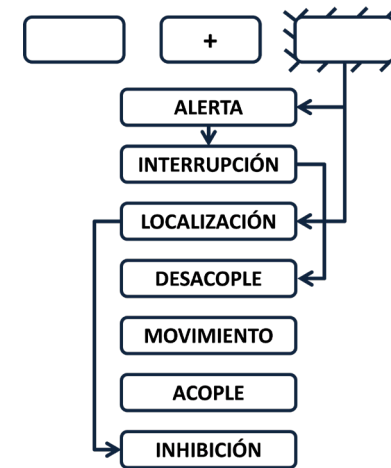 +
ALERTA
INTERRUPCIÓN
LOCALIZACIÓN
DESACOPLE
MOVIMIENTO
ACOPLE
INHIBICIÓN